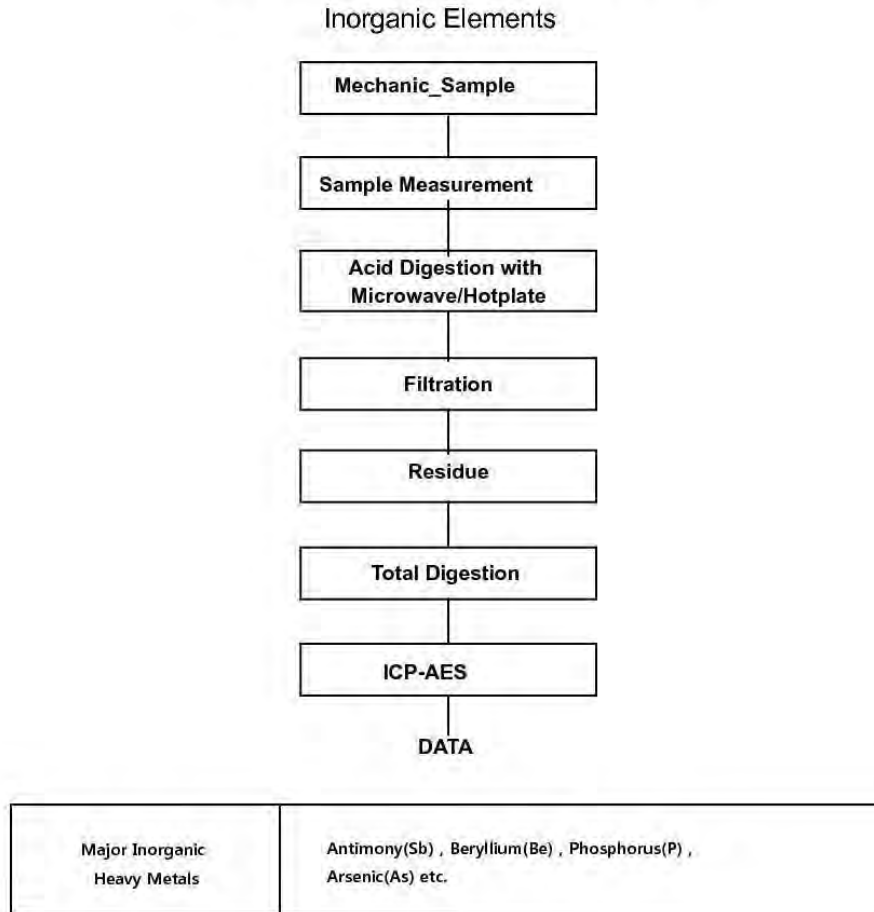 Inorganic Elements
Mechanic_Sample
Sample Measurement
Acid Digestion with
Microwave/Hotplate
Filtration
Residue
Total Digestion
ICP-AES
DATA
Major Inorganic
Heavy Metals
Antimony(Sb) , Beryllium(Be) , Phosphorus(P) ,
Arsenic(As) etc.